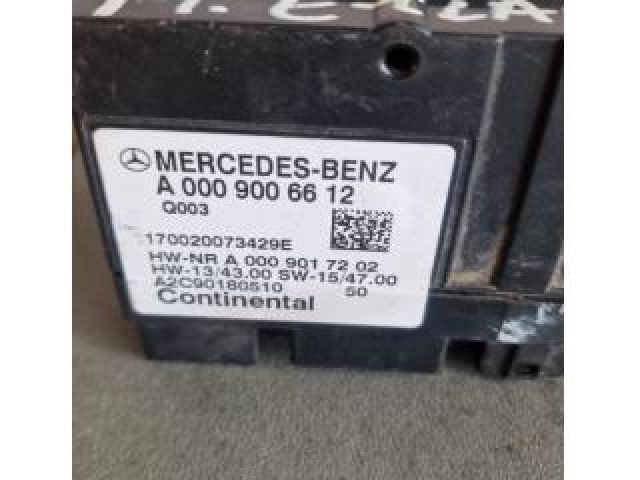 MERCEDES-BENZ
A 000 900 66 12
Q003
170020073429E
HW-NR A 000 901 72 02
HW-13/43.00 SW-15/47.00
A2C90180510 50
Continental